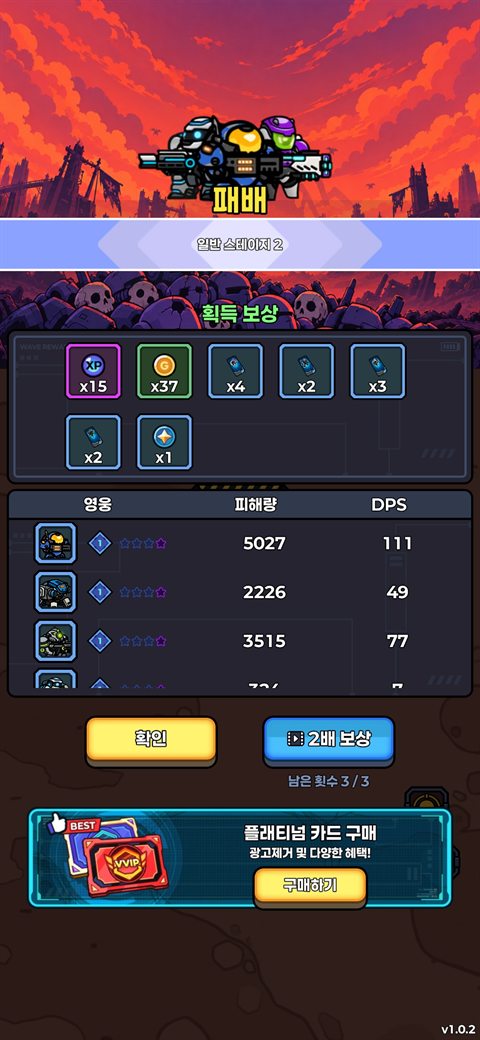 패배
일반 스테이지 2
획득 보상
XP x15
G x37
x4
x2
x3
x2
x1
영웅 피해량 DPS
1 5027 111
1 2226 49
1 3515 77
확인
2배 보상
남은 횟수 3 / 3
BEST
VVIP
플래티넘 카드 구매
광고제거 및 다양한 혜택!
구매하기
v1.0.2